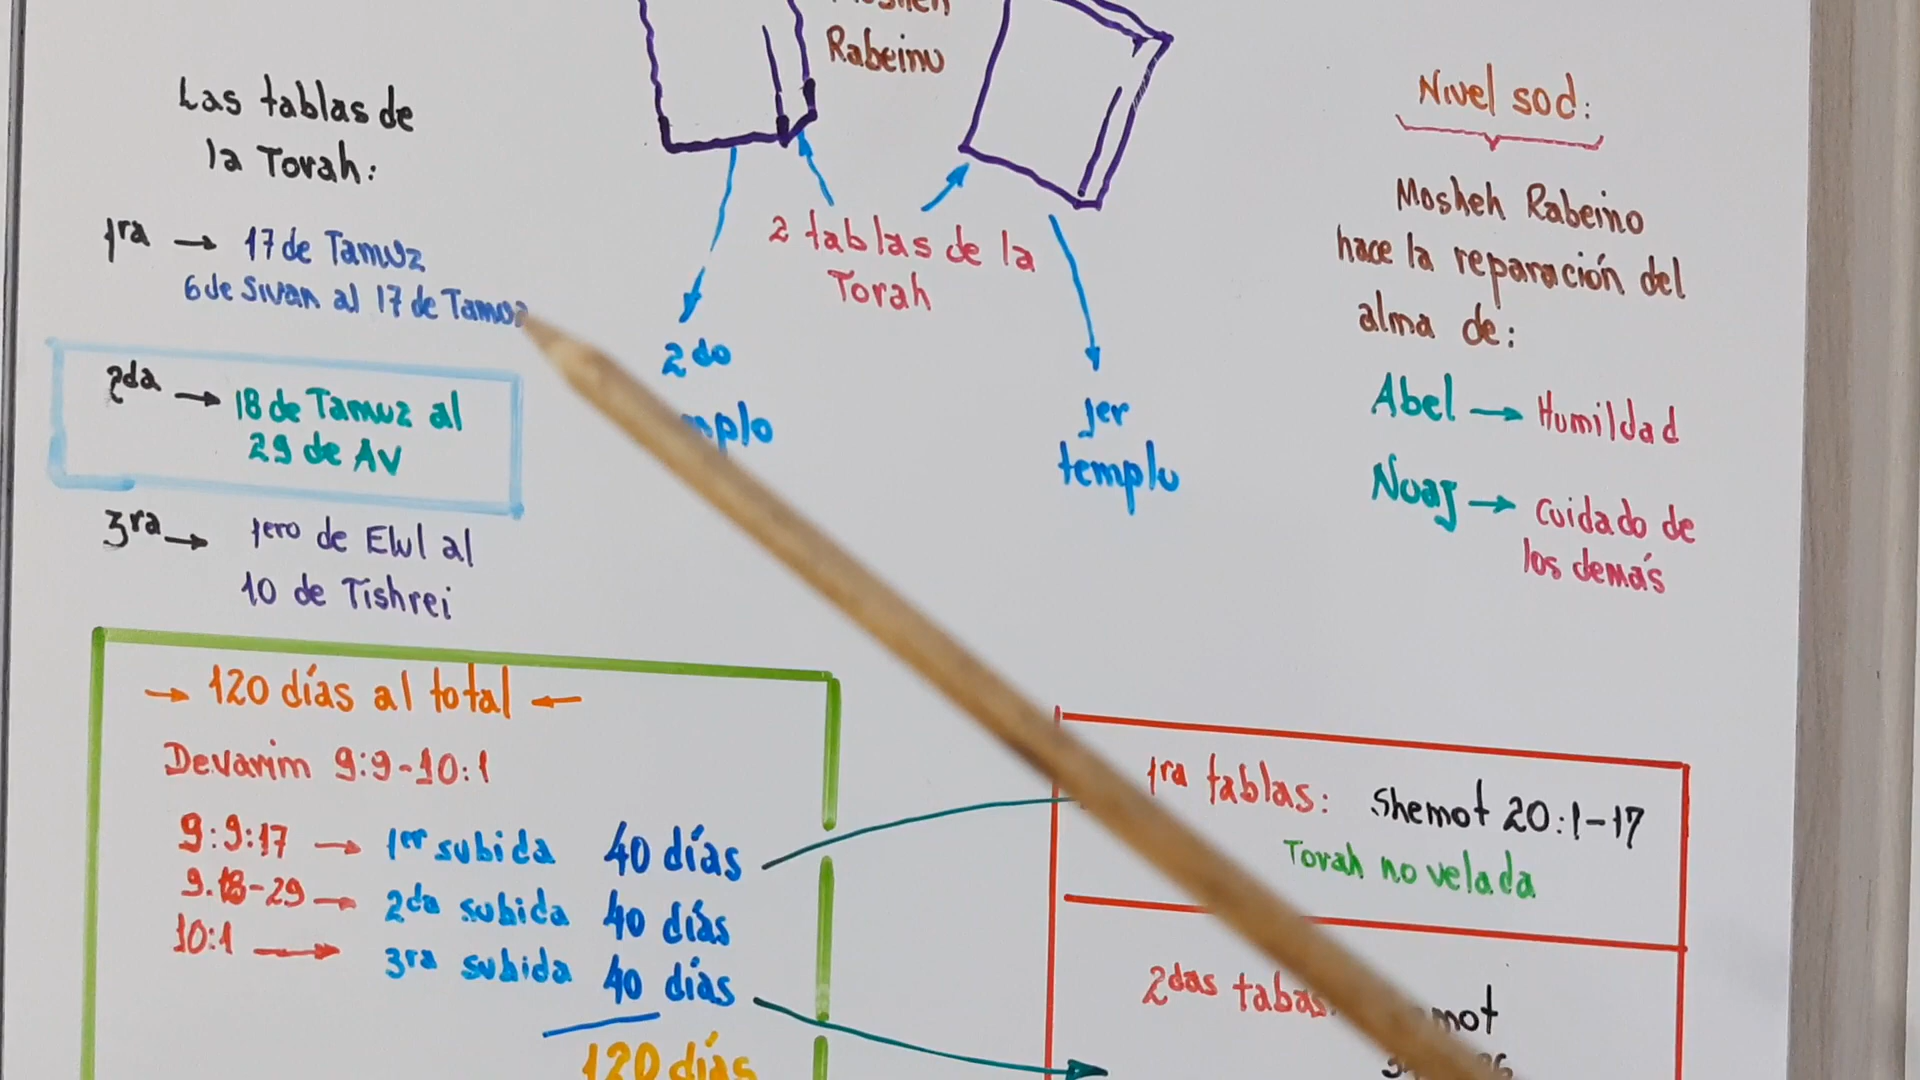 Rabeinu
Las tablas de
la Torah:
1ra → 17 de Tamuz
6 de Sivan al 17 de Tamuz
2da → 18 de Tamuz al
29 de Av
3ra → 1ero de Elul al
10 de Tishrei
2 tablas de la
Torah
2do
1er
templo
Nivel sod:
Mosheh Rabeino
hace la reparación del
alma de:
Abel → Humildad
Noaj → Cuidado de
los demás
→ 120 días al total ←
Devarim 9:9-10:1
9:9:17 → 1er subida 40 días
9.18-29 → 2da subida 40 días
10:1 → 3ra subida 40 días
120 días
1ra tablas: Shemot 20:1-17
Torah no velada
2das tabas